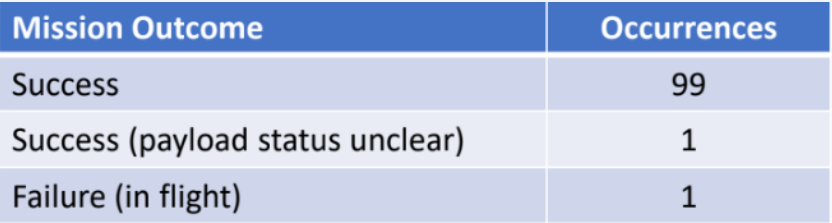 Mission Outcome Occurrences
Success 99
Success (payload status unclear) 1
Failure (in flight) 1